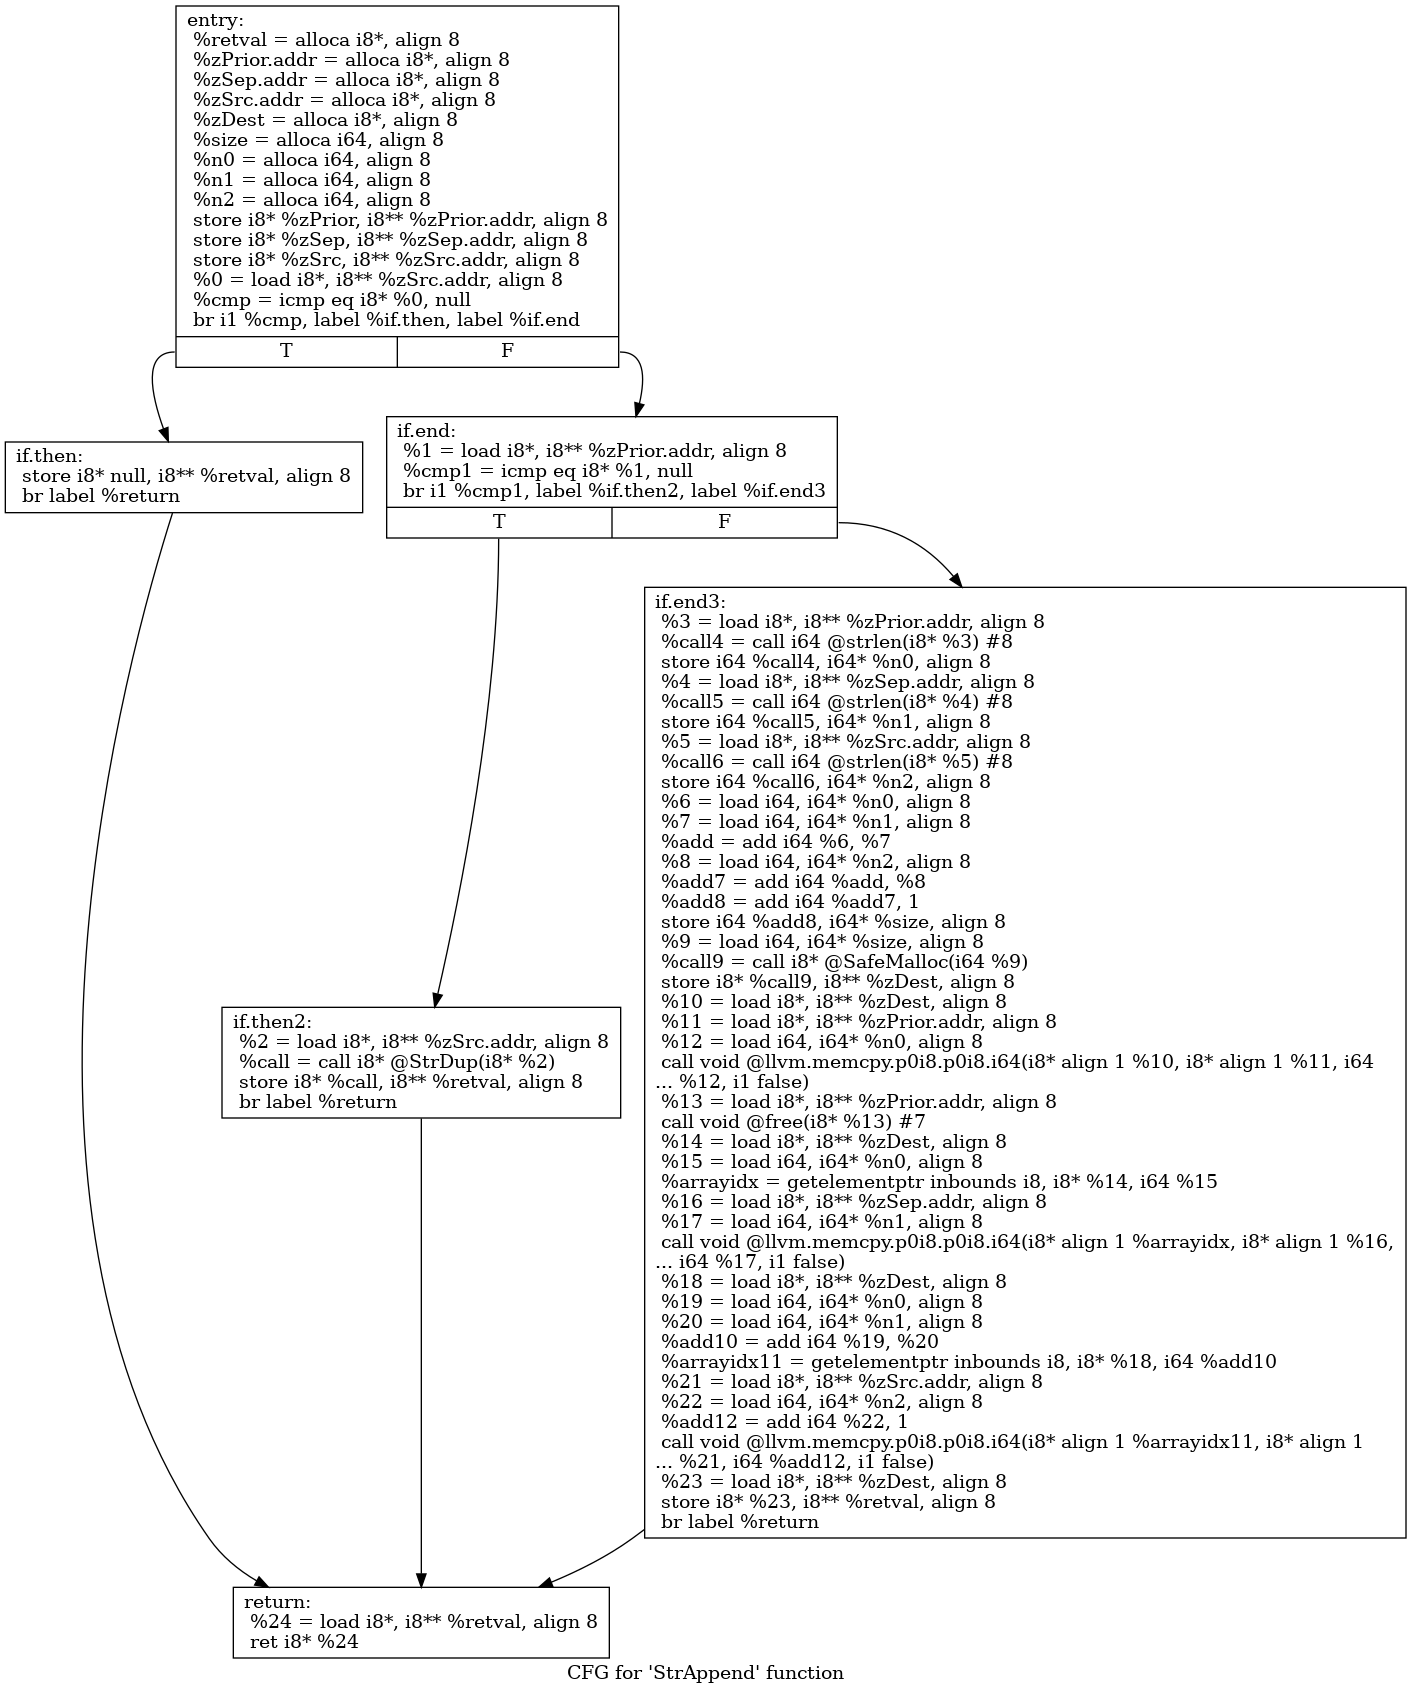 entry:
%retval = alloca i8*, align 8
%zPrior.addr = alloca i8*, align 8
%zSep.addr = alloca i8*, align 8
%zSrc.addr = alloca i8*, align 8
%zDest = alloca i8*, align 8
%size = alloca i64, align 8
%n0 = alloca i64, align 8
%n1 = alloca i64, align 8
%n2 = alloca i64, align 8
store i8* %zPrior, i8** %zPrior.addr, align 8
store i8* %zSep, i8** %zSep.addr, align 8
store i8* %zSrc, i8** %zSrc.addr, align 8
%0 = load i8*, i8** %zSrc.addr, align 8
%cmp = icmp eq i8* %0, null
br i1 %cmp, label %if.then, label %if.end
T
F
if.then:
store i8* null, i8** %retval, align 8
br label %return
if.end:
%1 = load i8*, i8** %zPrior.addr, align 8
%cmp1 = icmp eq i8* %1, null
br i1 %cmp1, label %if.then2, label %if.end3
T
F
if.then2:
%2 = load i8*, i8** %zSrc.addr, align 8
%call = call i8* @StrDup(i8* %2)
store i8* %call, i8** %retval, align 8
br label %return
if.end3:
%3 = load i8*, i8** %zPrior.addr, align 8
%call4 = call i64 @strlen(i8* %3) #8
store i64 %call4, i64* %n0, align 8
%4 = load i8*, i8** %zSep.addr, align 8
%call5 = call i64 @strlen(i8* %4) #8
store i64 %call5, i64* %n1, align 8
%5 = load i8*, i8** %zSrc.addr, align 8
%call6 = call i64 @strlen(i8* %5) #8
store i64 %call6, i64* %n2, align 8
%6 = load i64, i64* %n0, align 8
%7 = load i64, i64* %n1, align 8
%add = add i64 %6, %7
%8 = load i64, i64* %n2, align 8
%add7 = add i64 %add, %8
%add8 = add i64 %add7, 1
store i64 %add8, i64* %size, align 8
%9 = load i64, i64* %size, align 8
%call9 = call i8* @SafeMalloc(i64 %9)
store i8* %call9, i8** %zDest, align 8
%10 = load i8*, i8** %zDest, align 8
%11 = load i8*, i8** %zPrior.addr, align 8
%12 = load i64, i64* %n0, align 8
call void @llvm.memcpy.p0i8.p0i8.i64(i8* align 1 %10, i8* align 1 %11, i64
... %12, i1 false)
%13 = load i8*, i8** %zPrior.addr, align 8
call void @free(i8* %13) #7
%14 = load i8*, i8** %zDest, align 8
%15 = load i64, i64* %n0, align 8
%arrayidx = getelementptr inbounds i8, i8* %14, i64 %15
%16 = load i8*, i8** %zSep.addr, align 8
%17 = load i64, i64* %n1, align 8
call void @llvm.memcpy.p0i8.p0i8.i64(i8* align 1 %arrayidx, i8* align 1 %16,
... i64 %17, i1 false)
%18 = load i8*, i8** %zDest, align 8
%19 = load i64, i64* %n0, align 8
%20 = load i64, i64* %n1, align 8
%add10 = add i64 %19, %20
%arrayidx11 = getelementptr inbounds i8, i8* %18, i64 %add10
%21 = load i8*, i8** %zSrc.addr, align 8
%22 = load i64, i64* %n2, align 8
%add12 = add i64 %22, 1
call void @llvm.memcpy.p0i8.p0i8.i64(i8* align 1 %arrayidx11, i8* align 1
... %21, i64 %add12, i1 false)
%23 = load i8*, i8** %zDest, align 8
store i8* %23, i8** %retval, align 8
br label %return
return:
%24 = load i8*, i8** %retval, align 8
ret i8* %24
CFG for 'StrAppend' function